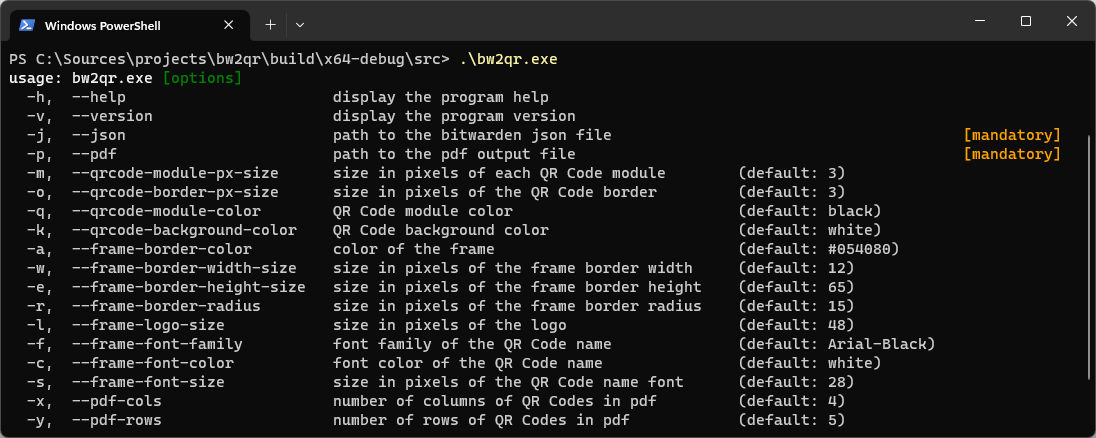 Windows PowerShell
PS C:\Sources\projects\bw2qr\build\x64-debug\src> .\bw2qr.exe
usage: bw2qr.exe [options]
  -h,  --help                       display the program help
  -v,  --version                    display the program version
  -j,  --json                       path to the bitwarden json file                                       [mandatory]
  -p,  --pdf                        path to the pdf output file                                           [mandatory]
  -m,  --qrcode-module-px-size      size in pixels of each QR Code module        (default: 3)
  -o,  --qrcode-border-px-size      size in pixels of the QR Code border         (default: 3)
  -q,  --qrcode-module-color        QR Code module color                         (default: black)
  -k,  --qrcode-background-color    QR Code background color                     (default: white)
  -a,  --frame-border-color         color of the frame                           (default: #054080)
  -w,  --frame-border-width-size    size in pixels of the frame border width     (default: 12)
  -e,  --frame-border-height-size   size in pixels of the frame border height    (default: 65)
  -r,  --frame-border-radius        size in pixels of the frame border radius    (default: 15)
  -l,  --frame-logo-size            size in pixels of the logo                   (default: 48)
  -f,  --frame-font-family          font family of the QR Code name              (default: Arial-Black)
  -c,  --frame-font-color           font color of the QR Code name               (default: white)
  -s,  --frame-font-size            size in pixels of the QR Code name font      (default: 28)
  -x,  --pdf-cols                   number of columns of QR Codes in pdf         (default: 4)
  -y,  --pdf-rows                   number of rows of QR Codes in pdf            (default: 5)